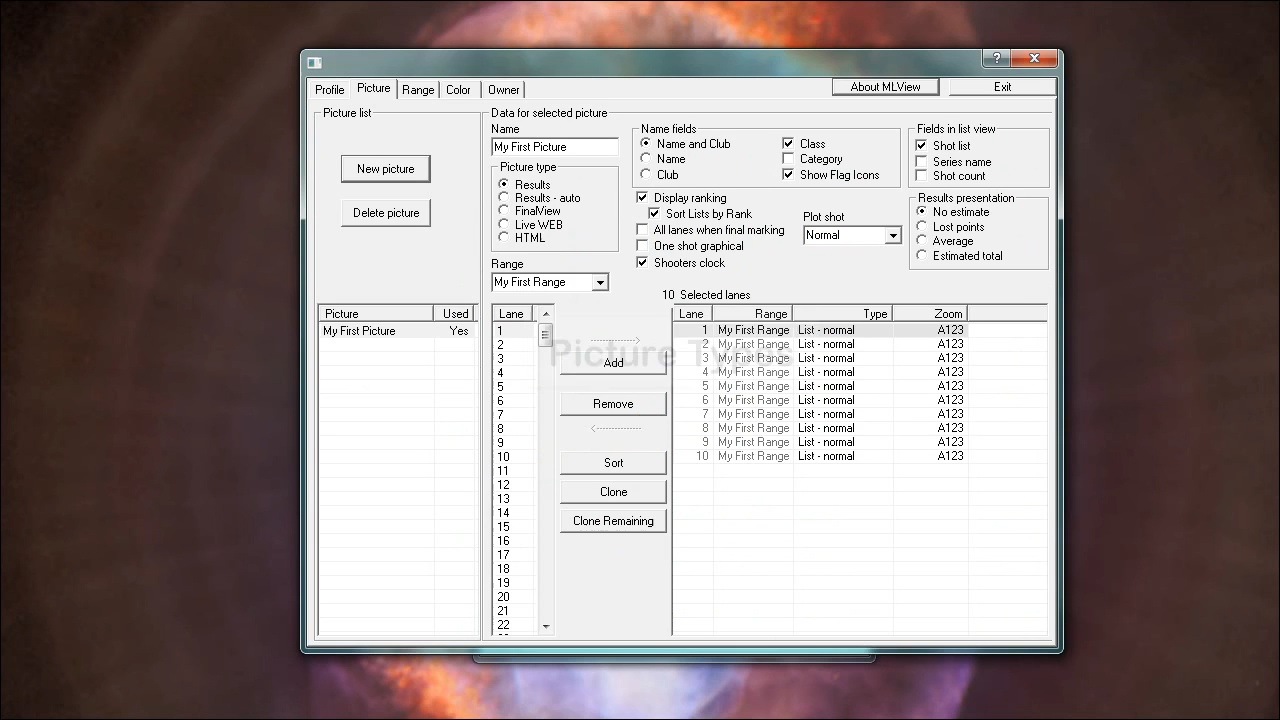 ?
x
Profile Picture Range Color Owner
About MLView
Exit
Picture list
New picture
Delete picture
Picture Used
My First Picture Yes
Data for selected picture
Name
My First Picture
Picture type
Results
Results - auto
FinalView
Live WEB
HTML
Range
My First Range
Name fields
Name and Club
Name
Club
Class
Category
Show Flag Icons
Display ranking
Sort Lists by Rank
All lanes when final marking
One shot graphical
Shooters clock
Plot shot
Normal
Fields in list view
Shot list
Series name
Shot count
Results presentation
No estimate
Lost points
Average
Estimated total
Lane
1
2
3
4
5
6
7
8
9
10
11
12
13
14
15
16
17
18
19
20
21
22
Picture Types
Add
Remove
Sort
Clone
Clone Remaining
10 Selected lanes
Lane Range Type Zoom
1 My First Range List - normal A123
2 My First Range List - normal A123
3 My First Range List - normal A123
4 My First Range List - normal A123
5 My First Range List - normal A123
6 My First Range List - normal A123
7 My First Range List - normal A123
8 My First Range List - normal A123
9 My First Range List - normal A123
10 My First Range List - normal A123